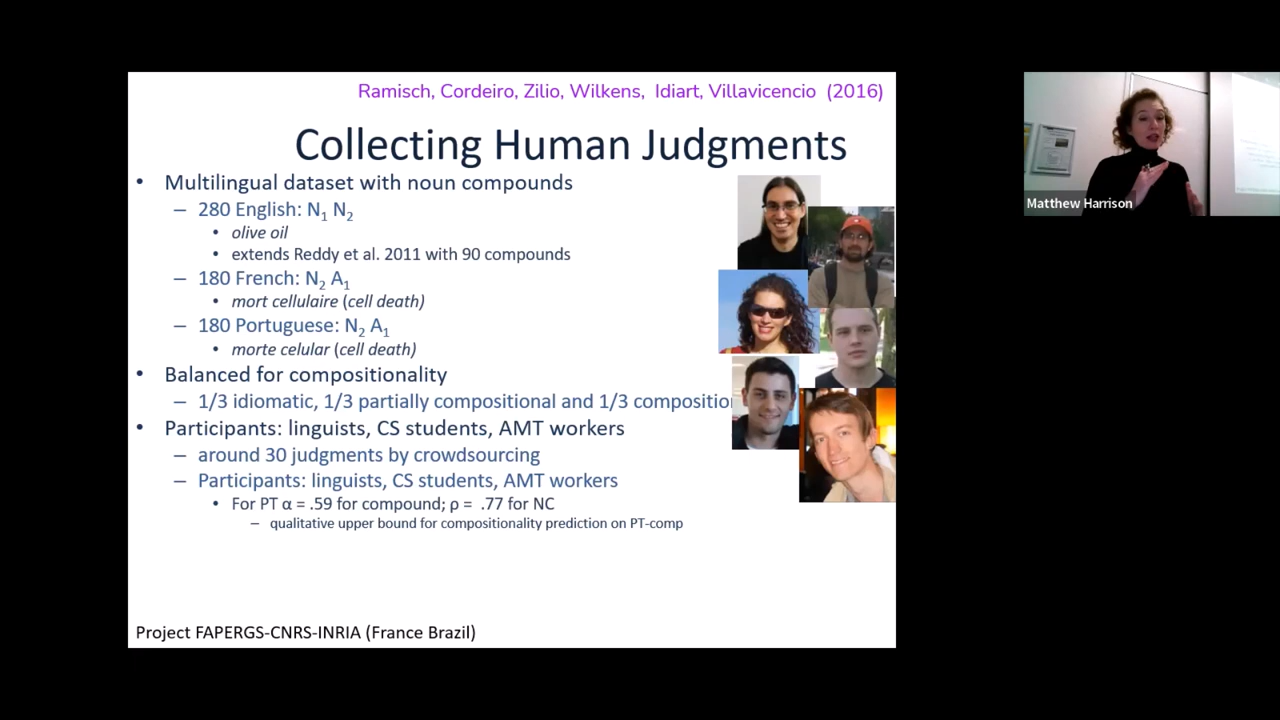 Ramisch, Cordeiro, Zilio, Wilkens, Idiart, Villavicencio (2016)
Collecting Human Judgments
• Multilingual dataset with noun compounds
– 280 English: N₁ N₂
• olive oil
• extends Reddy et al. 2011 with 90 compounds
– 180 French: N₂ A₁
• mort cellulaire (cell death)
– 180 Portuguese: N₂ A₁
• morte celular (cell death)
• Balanced for compositionality
– 1/3 idiomatic, 1/3 partially compositional and 1/3
• Participants: linguists, CS students, AMT workers
– around 30 judgments by crowdsourcing
– Participants: linguists, CS students, AMT workers
• For PT α = .59 for compound; ρ = .77 for NC
– qualitative upper bound for compositionality prediction on PT-comp
Project FAPERGS-CNRS-INRIA (France Brazil)
Matthew Harrison